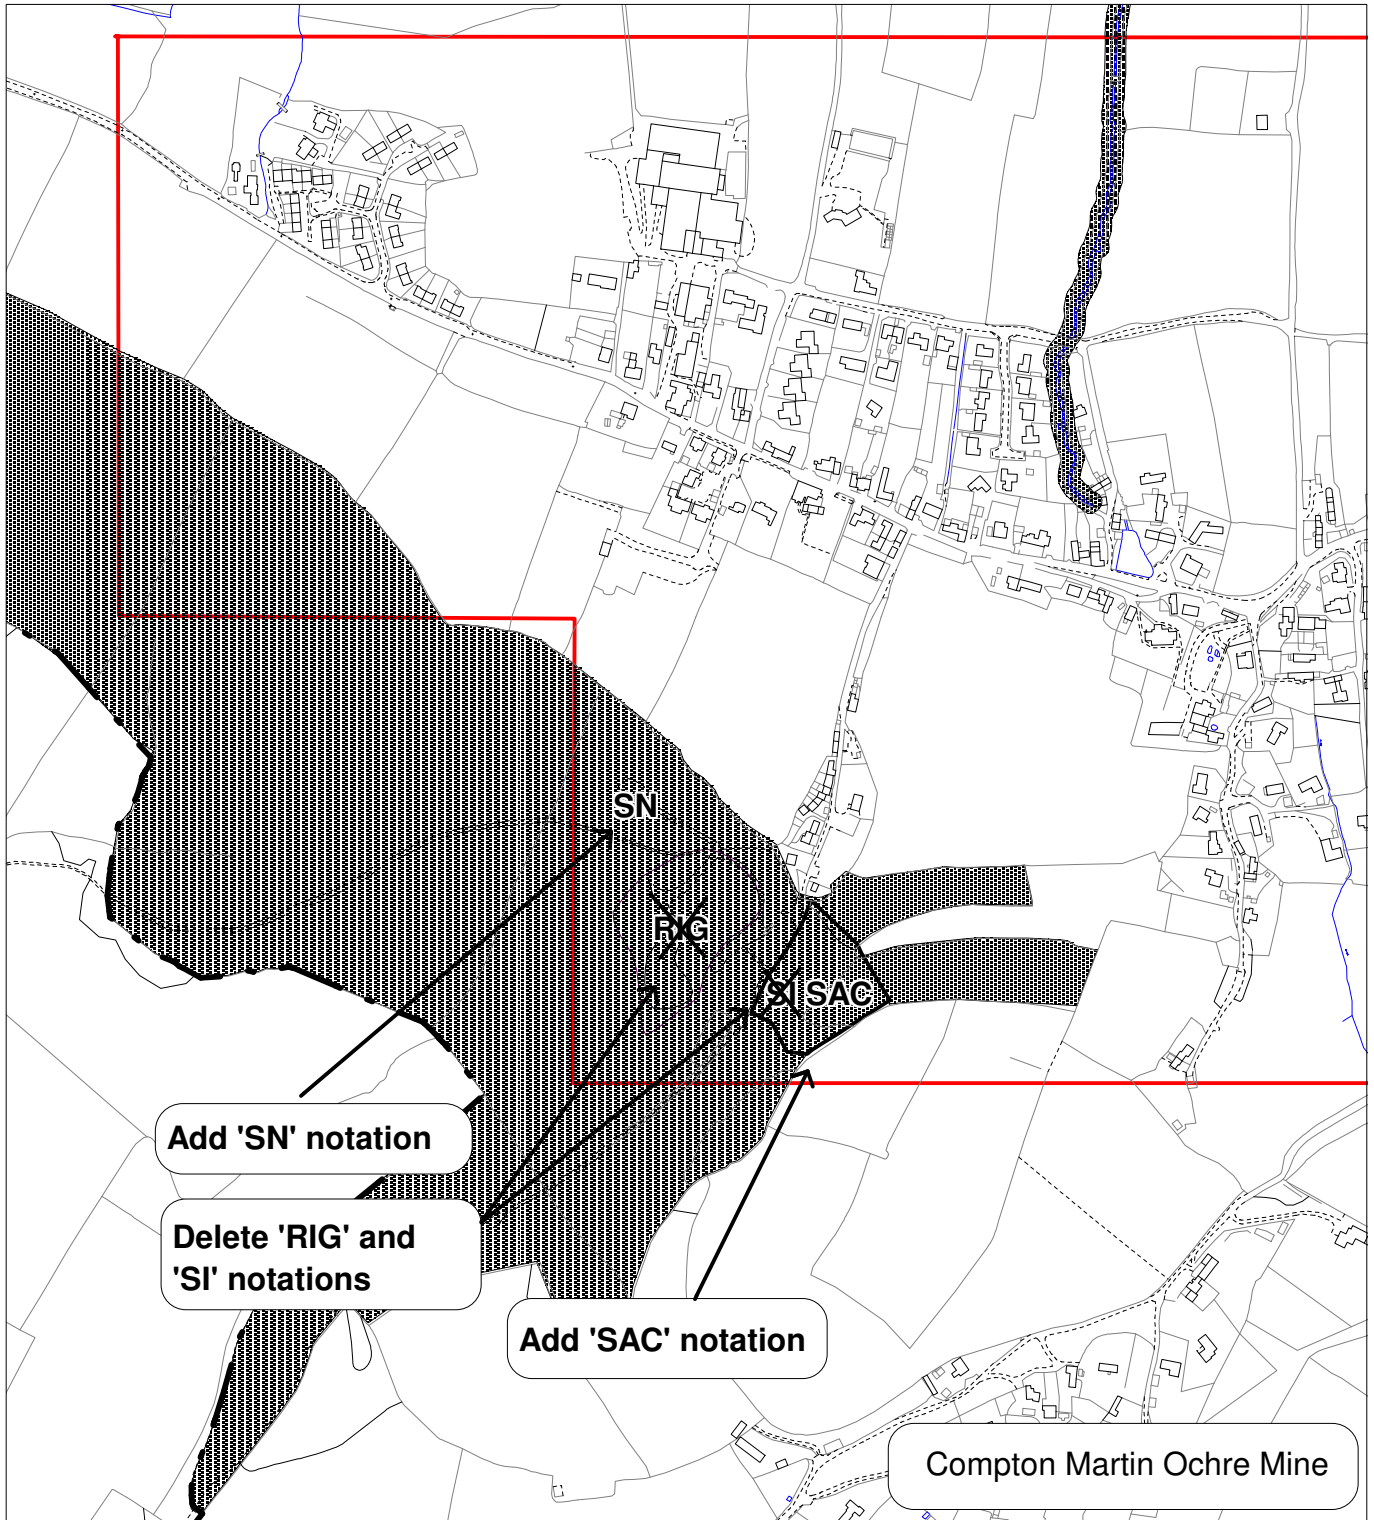 SN
RIG
SI SAC
Add 'SN' notation
Delete 'RIG' and
'SI' notations
Add 'SAC' notation
Compton Martin Ochre Mine